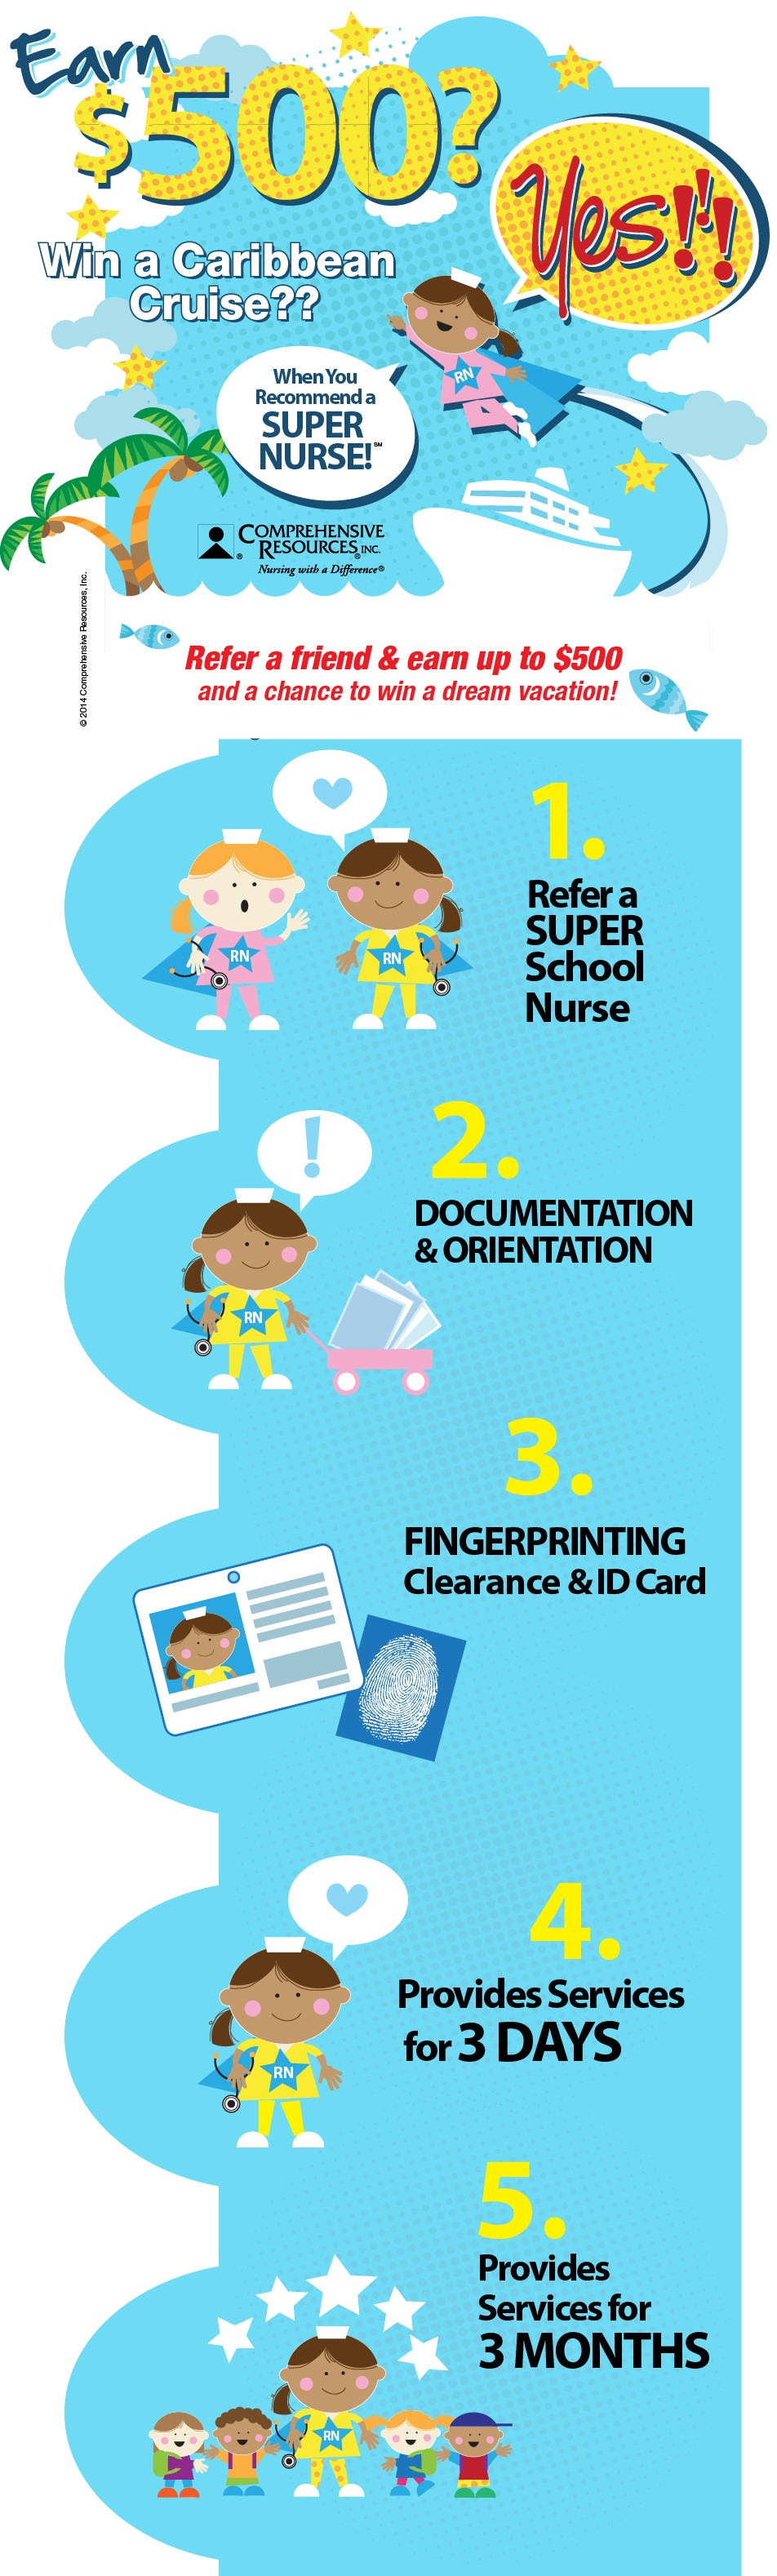 Earn
$500?
Yes!!!
Win a Caribbean
Cruise??
RN
When You
Recommend a
SUPER
NURSE!℠
COMPREHENSIVE
RESOURCES, INC.
Nursing with a Difference®
© 2014 Comprehensive Resources, Inc.
Refer a friend & earn up to $500
and a chance to win a dream vacation!
1.
Refer a
SUPER
School
Nurse
RN
RN
2.
DOCUMENTATION
& ORIENTATION
RN
3.
FINGERPRINTING
Clearance & ID Card
4.
Provides Services
for 3 DAYS
RN
5.
Provides
Services for
3 MONTHS
RN